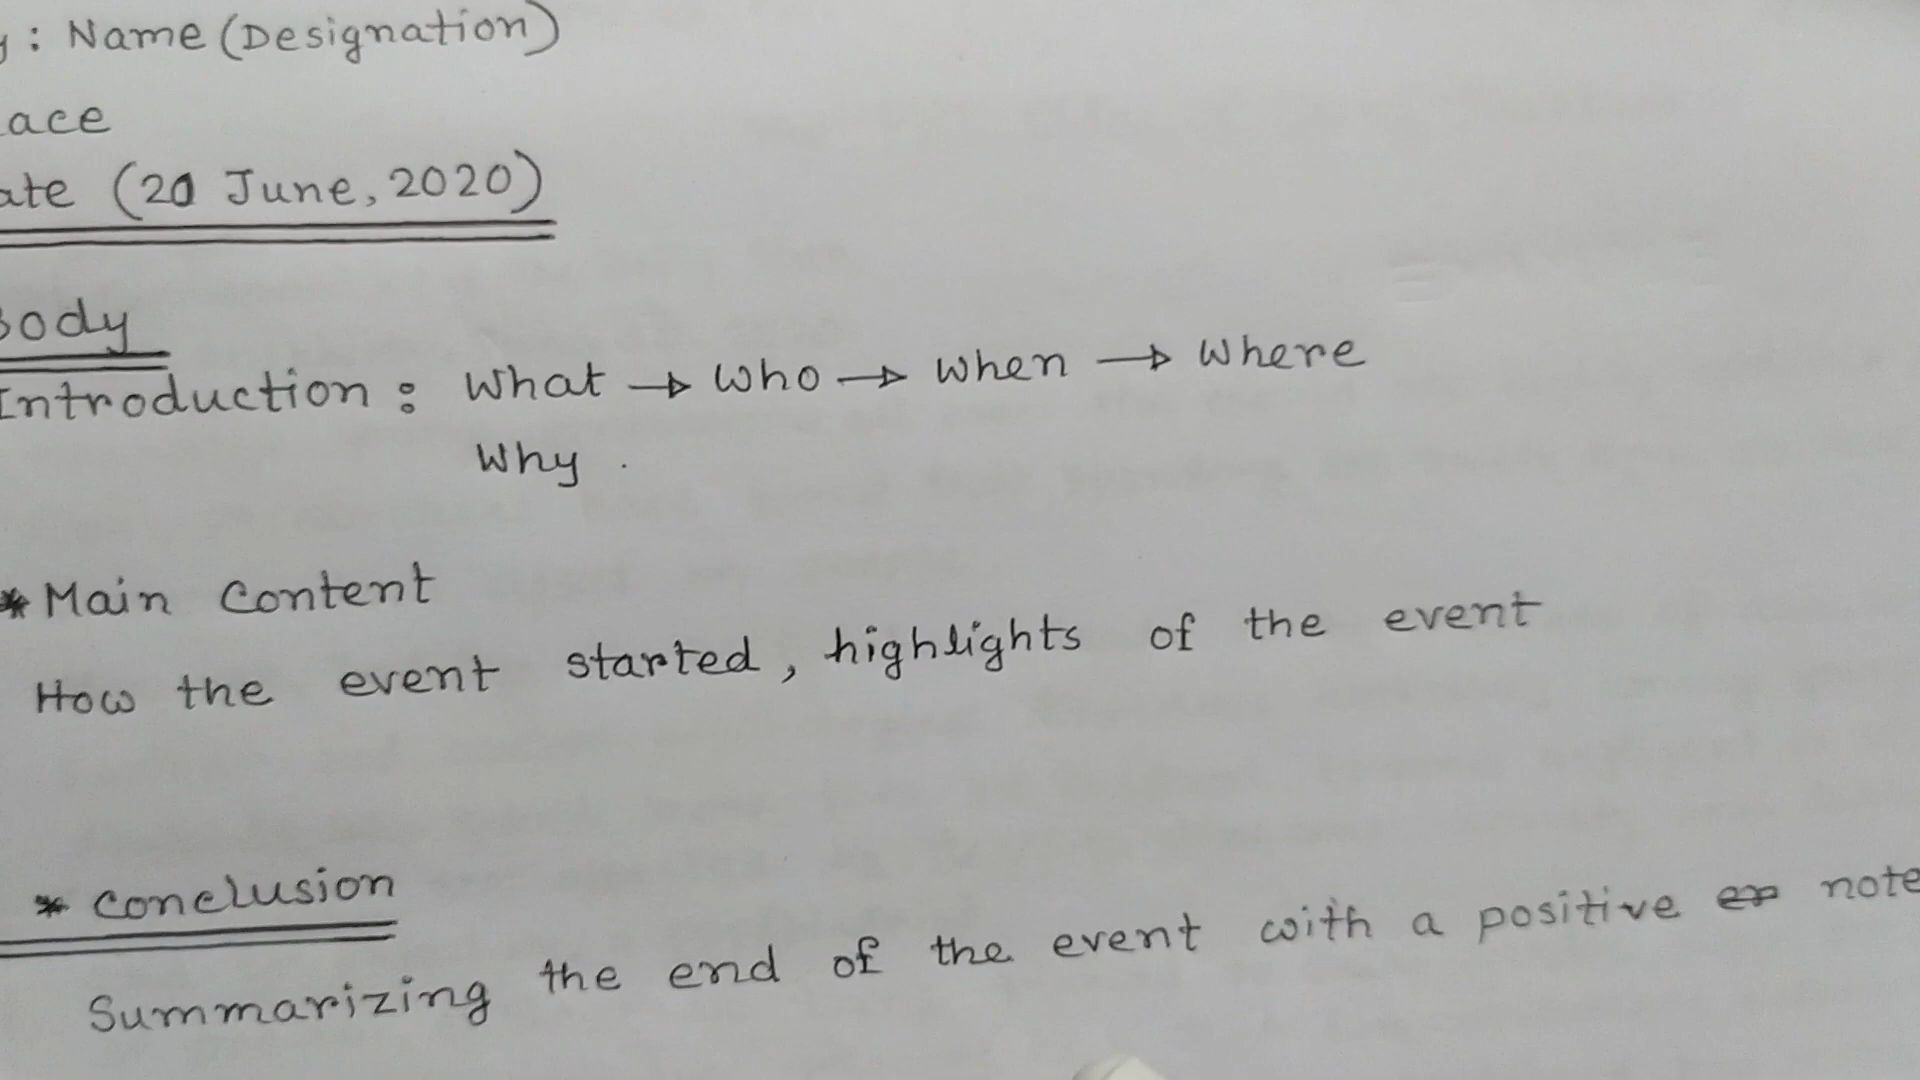 y: Name (Designation)
ace
ate (20 June, 2020)
Body
Introduction: What → Who → When → Where
Why.
* Main Content
How the event started, highlights of the event
* Conclusion
Summarizing the end of the event with a positive note